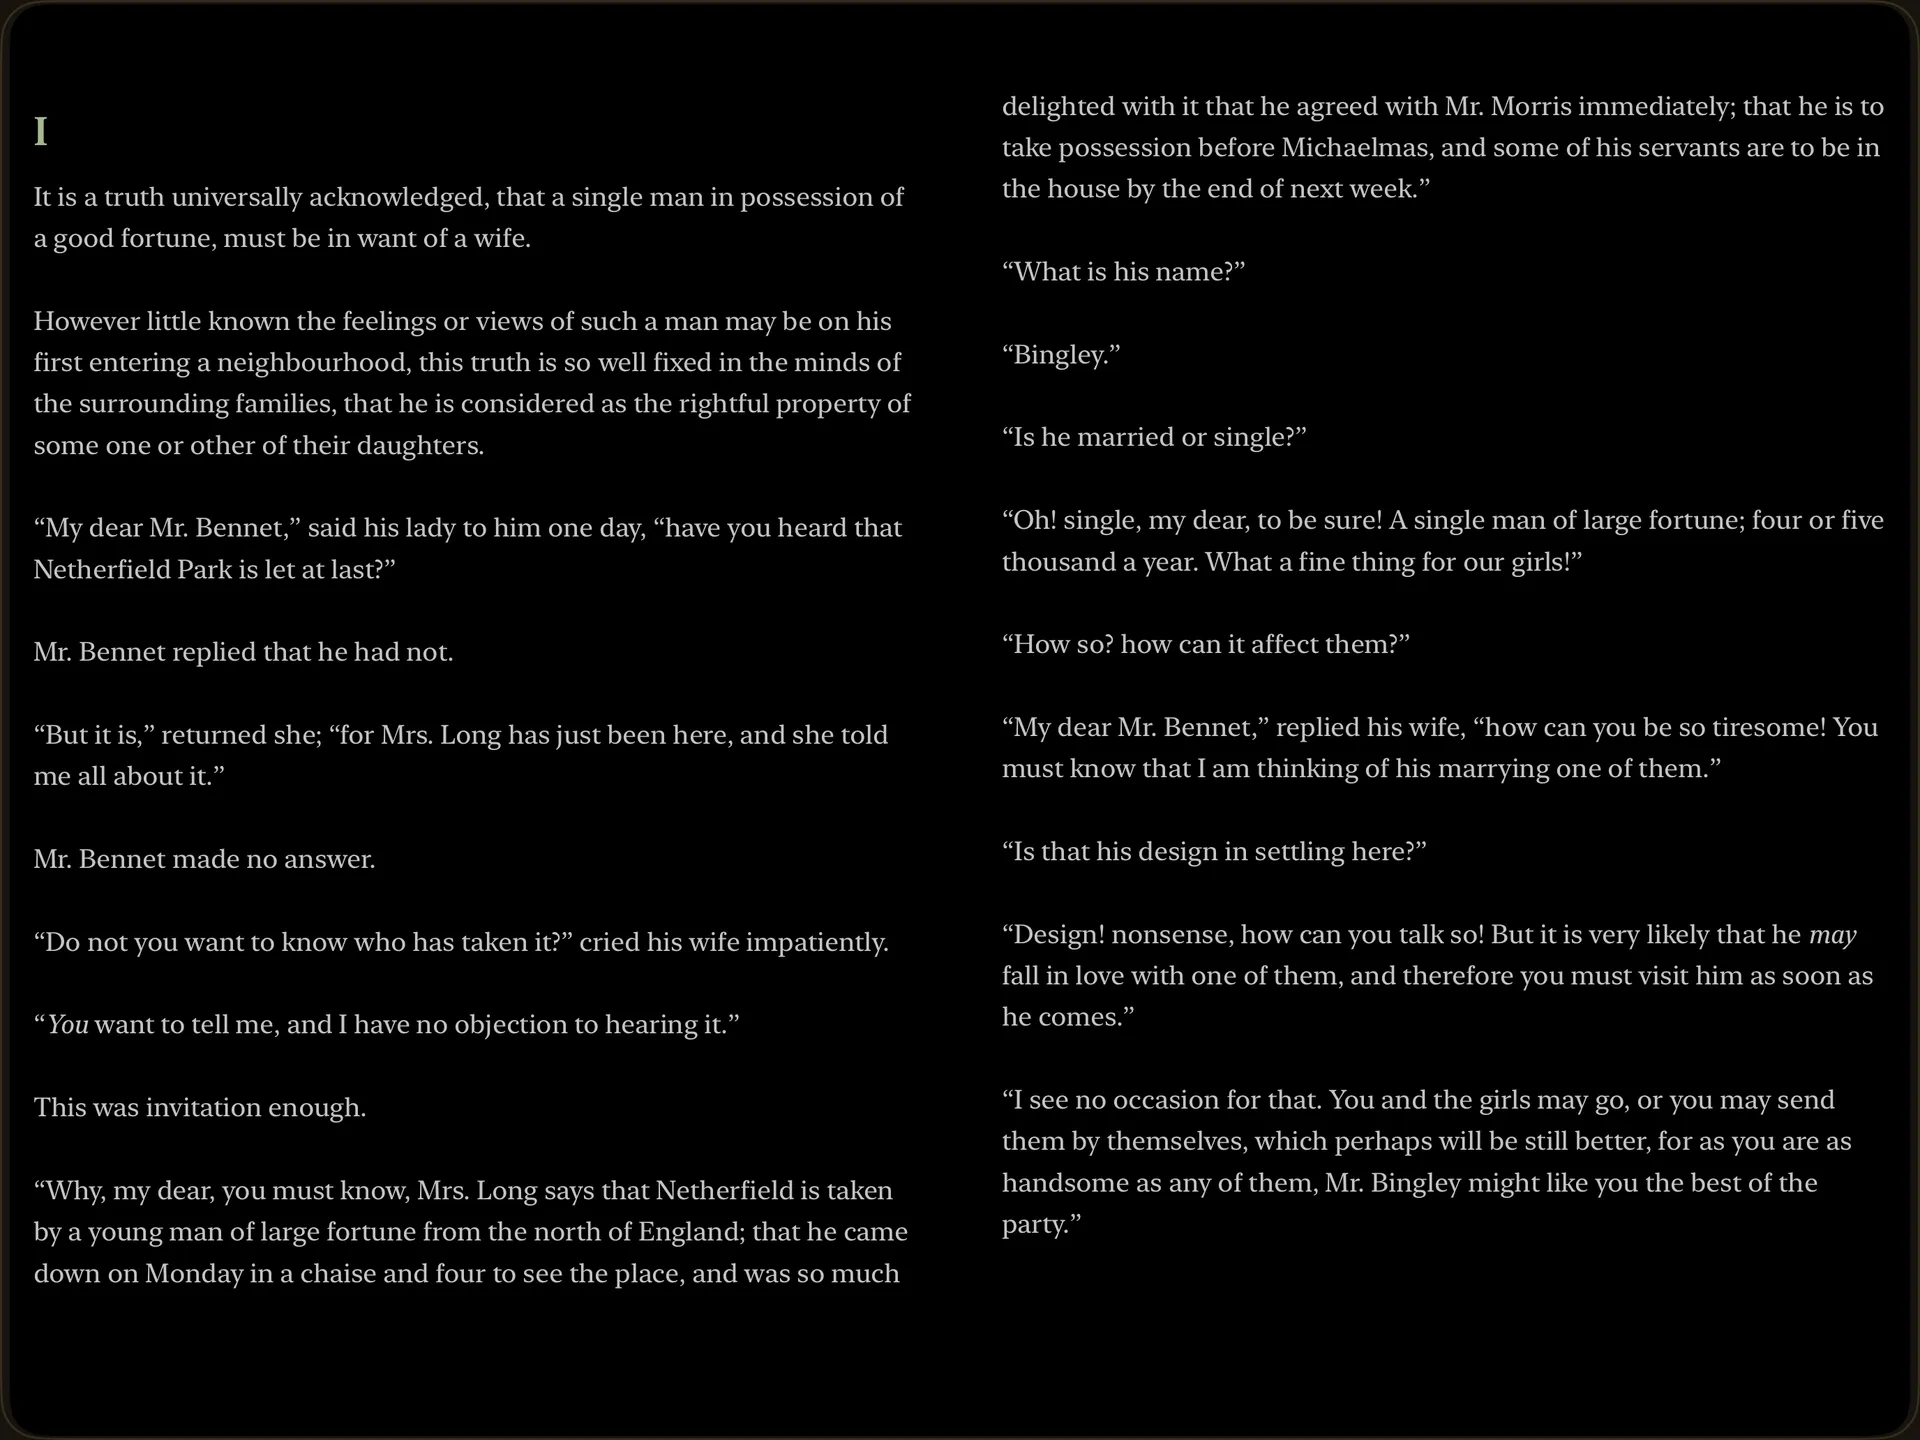 I
It is a truth universally acknowledged, that a single man in possession of
a good fortune, must be in want of a wife.
However little known the feelings or views of such a man may be on his
first entering a neighbourhood, this truth is so well fixed in the minds of
the surrounding families, that he is considered as the rightful property of
some one or other of their daughters.
“My dear Mr. Bennet,” said his lady to him one day, “have you heard that
Netherfield Park is let at last?”
Mr. Bennet replied that he had not.
“But it is,” returned she; “for Mrs. Long has just been here, and she told
me all about it.”
Mr. Bennet made no answer.
“Do not you want to know who has taken it?” cried his wife impatiently.
“You want to tell me, and I have no objection to hearing it.”
This was invitation enough.
“Why, my dear, you must know, Mrs. Long says that Netherfield is taken
by a young man of large fortune from the north of England; that he came
down on Monday in a chaise and four to see the place, and was so much
delighted with it that he agreed with Mr. Morris immediately; that he is to
take possession before Michaelmas, and some of his servants are to be in
the house by the end of next week.”
“What is his name?”
“Bingley.”
“Is he married or single?”
“Oh! single, my dear, to be sure! A single man of large fortune; four or five
thousand a year. What a fine thing for our girls!”
“How so? how can it affect them?”
“My dear Mr. Bennet,” replied his wife, “how can you be so tiresome! You
must know that I am thinking of his marrying one of them.”
“Is that his design in settling here?”
“Design! nonsense, how can you talk so! But it is very likely that he may
fall in love with one of them, and therefore you must visit him as soon as
he comes.”
“I see no occasion for that. You and the girls may go, or you may send
them by themselves, which perhaps will be still better, for as you are as
handsome as any of them, Mr. Bingley might like you the best of the
party.”